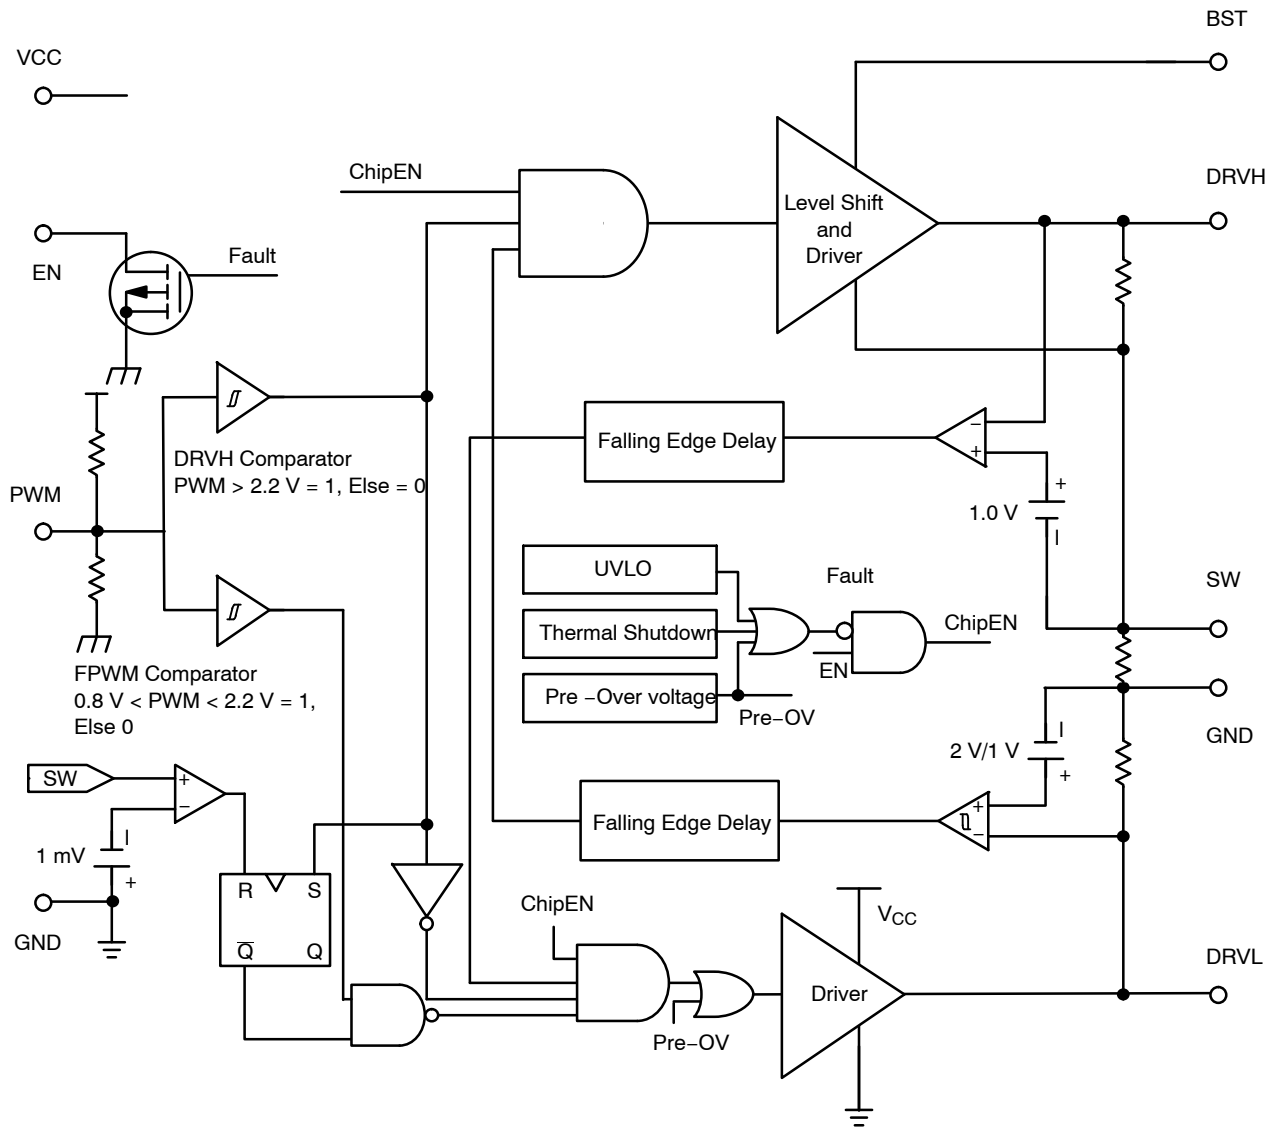 BST
VCC
ChipEN
DRVH
Level Shift
and
Driver
EN
Fault
DRVH Comparator
PWM > 2.2 V = 1, Else = 0
Falling Edge Delay
−
+
+
1.0 V
PWM
UVLO
Fault
SW
Thermal Shutdown
ChipEN
EN
Pre −Over voltage
Pre−OV
FPWM Comparator
0.8 V < PWM < 2.2 V = 1,
Else 0
GND
2 V/1 V
+
SW
+
−
Falling Edge Delay
+
−
1 mV
+
R
S
ChipEN
VCC
GND
Q
Q
DRVL
Driver
Pre−OV